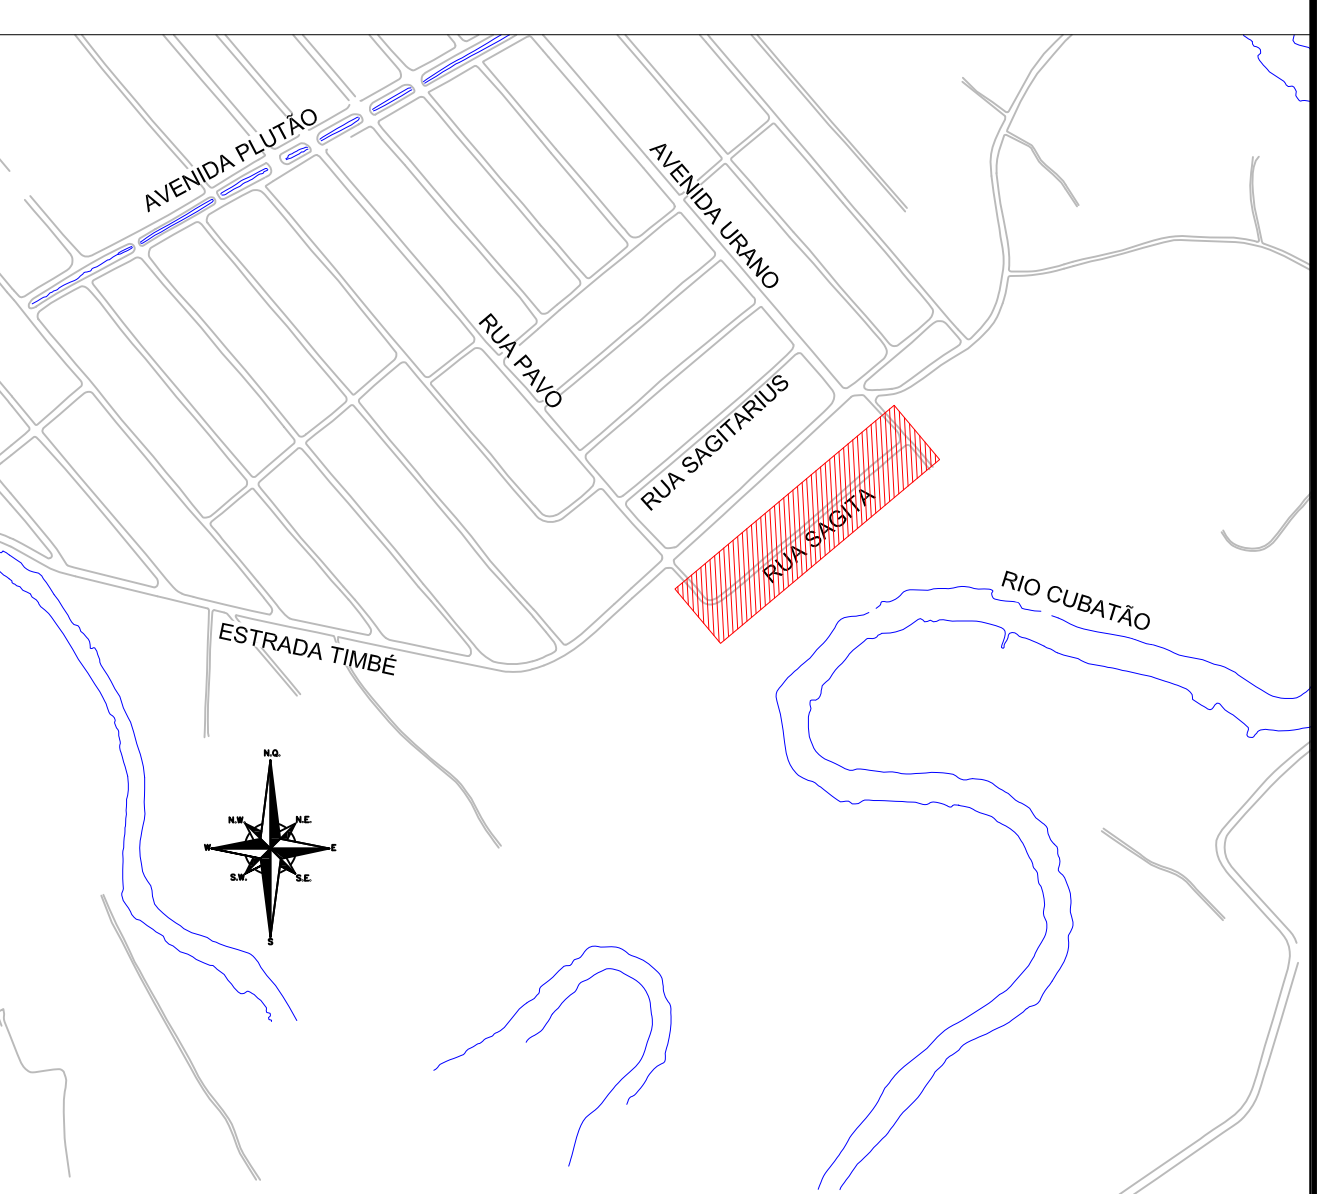 AVENIDA PLUTÃO
AVENIDA URANO
RUA PAVO
RUA SAGITARIUS
RUA SAGITA
RIO CUBATÃO
ESTRADA TIMBÉ
N.Q.
N.W.
N.E.
W
E
S.W.
S.E.
S